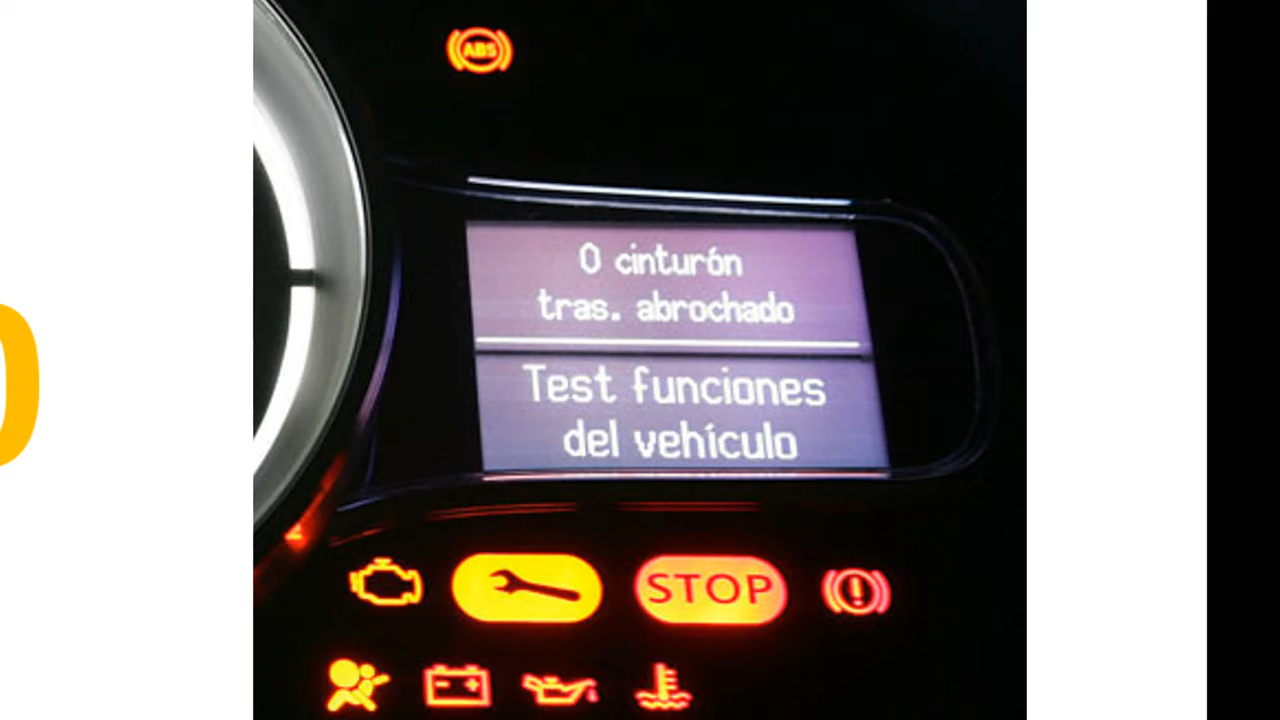 ABS
0 cinturón
tras. abrochado
Test funciones
del vehículo
STOP